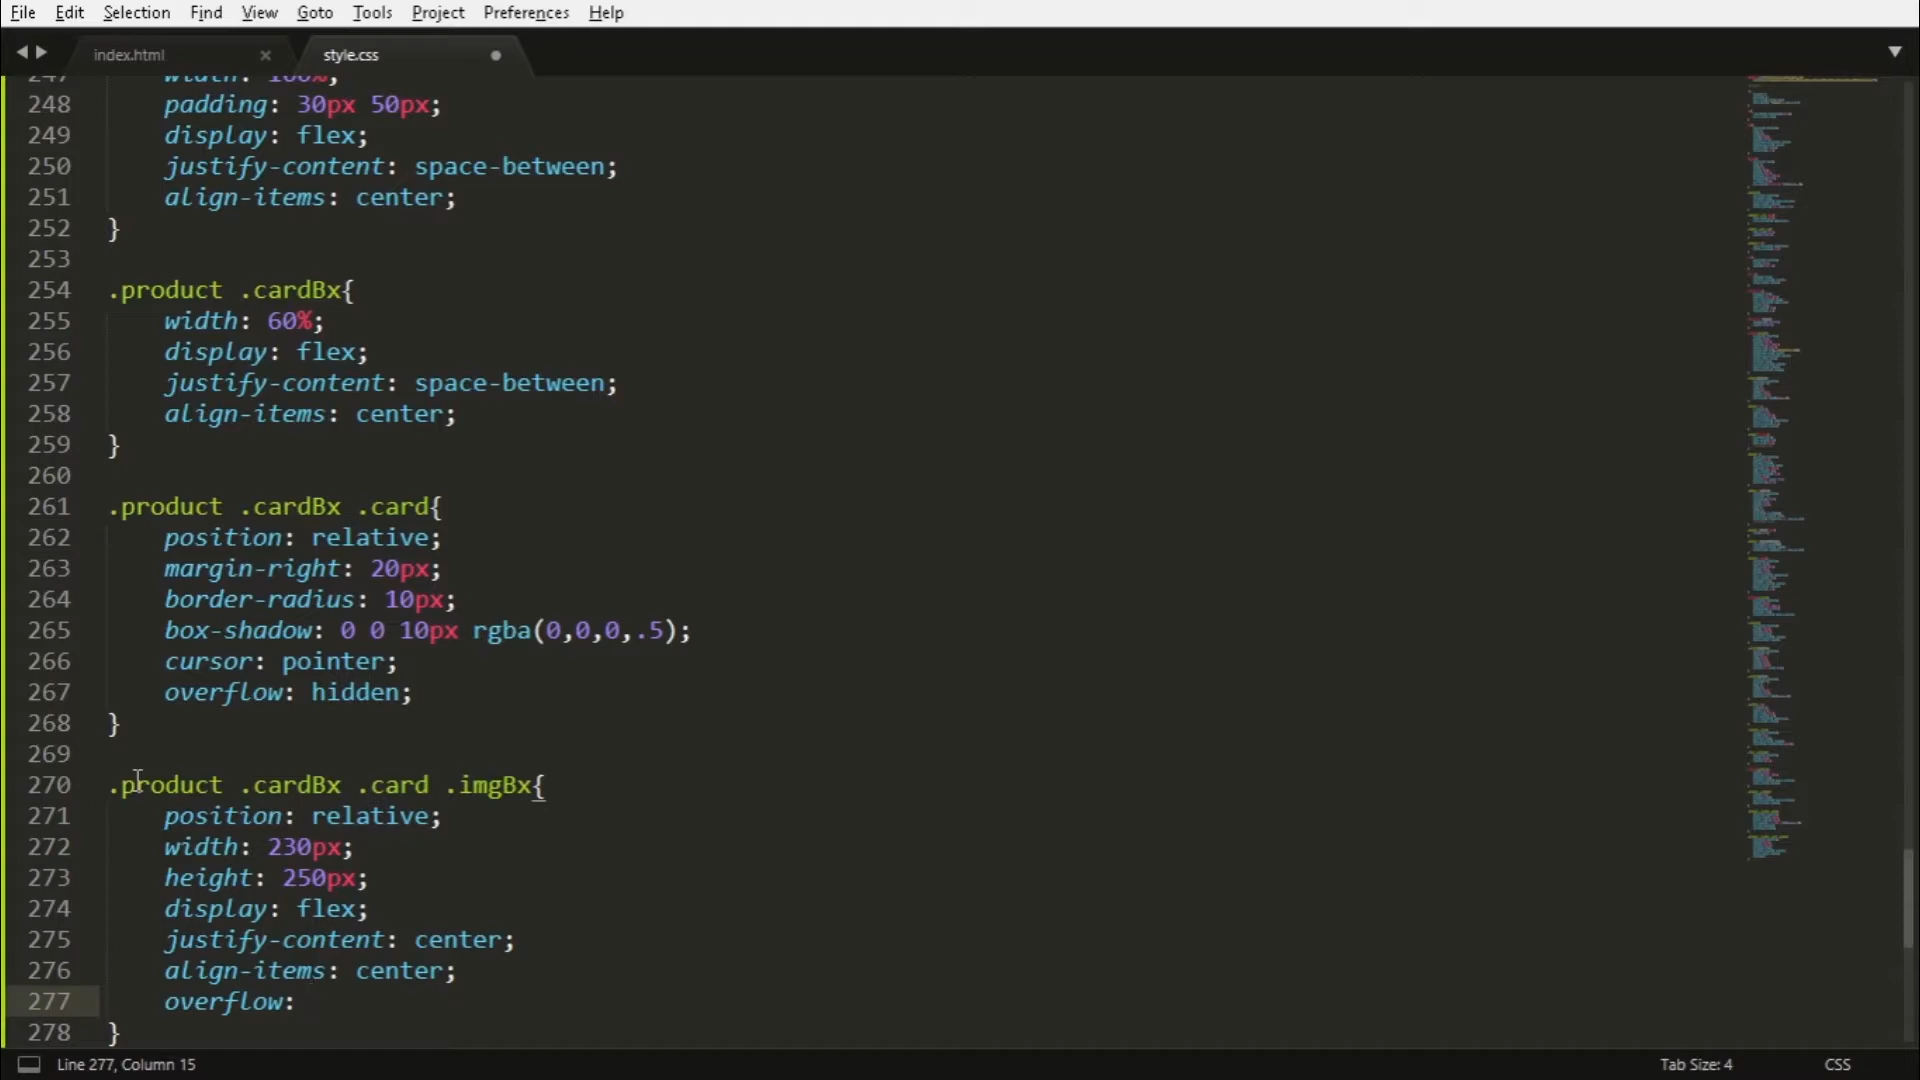 File Edit Selection Find View Goto Tools Project Preferences Help
index.html style.css
247 width: 100%;
248 padding: 30px 50px;
249 display: flex;
250 justify-content: space-between;
251 align-items: center;
252 }
253
254 .product .cardBx{
255 width: 60%;
256 display: flex;
257 justify-content: space-between;
258 align-items: center;
259 }
260
261 .product .cardBx .card{
262 position: relative;
263 margin-right: 20px;
264 border-radius: 10px;
265 box-shadow: 0 0 10px rgba(0,0,0,.5);
266 cursor: pointer;
267 overflow: hidden;
268 }
269
270 .product .cardBx .card .imgBx{
271 position: relative;
272 width: 230px;
273 height: 250px;
274 display: flex;
275 justify-content: center;
276 align-items: center;
277 overflow:
278 }
Line 277, Column 15 Tab Size: 4 CSS